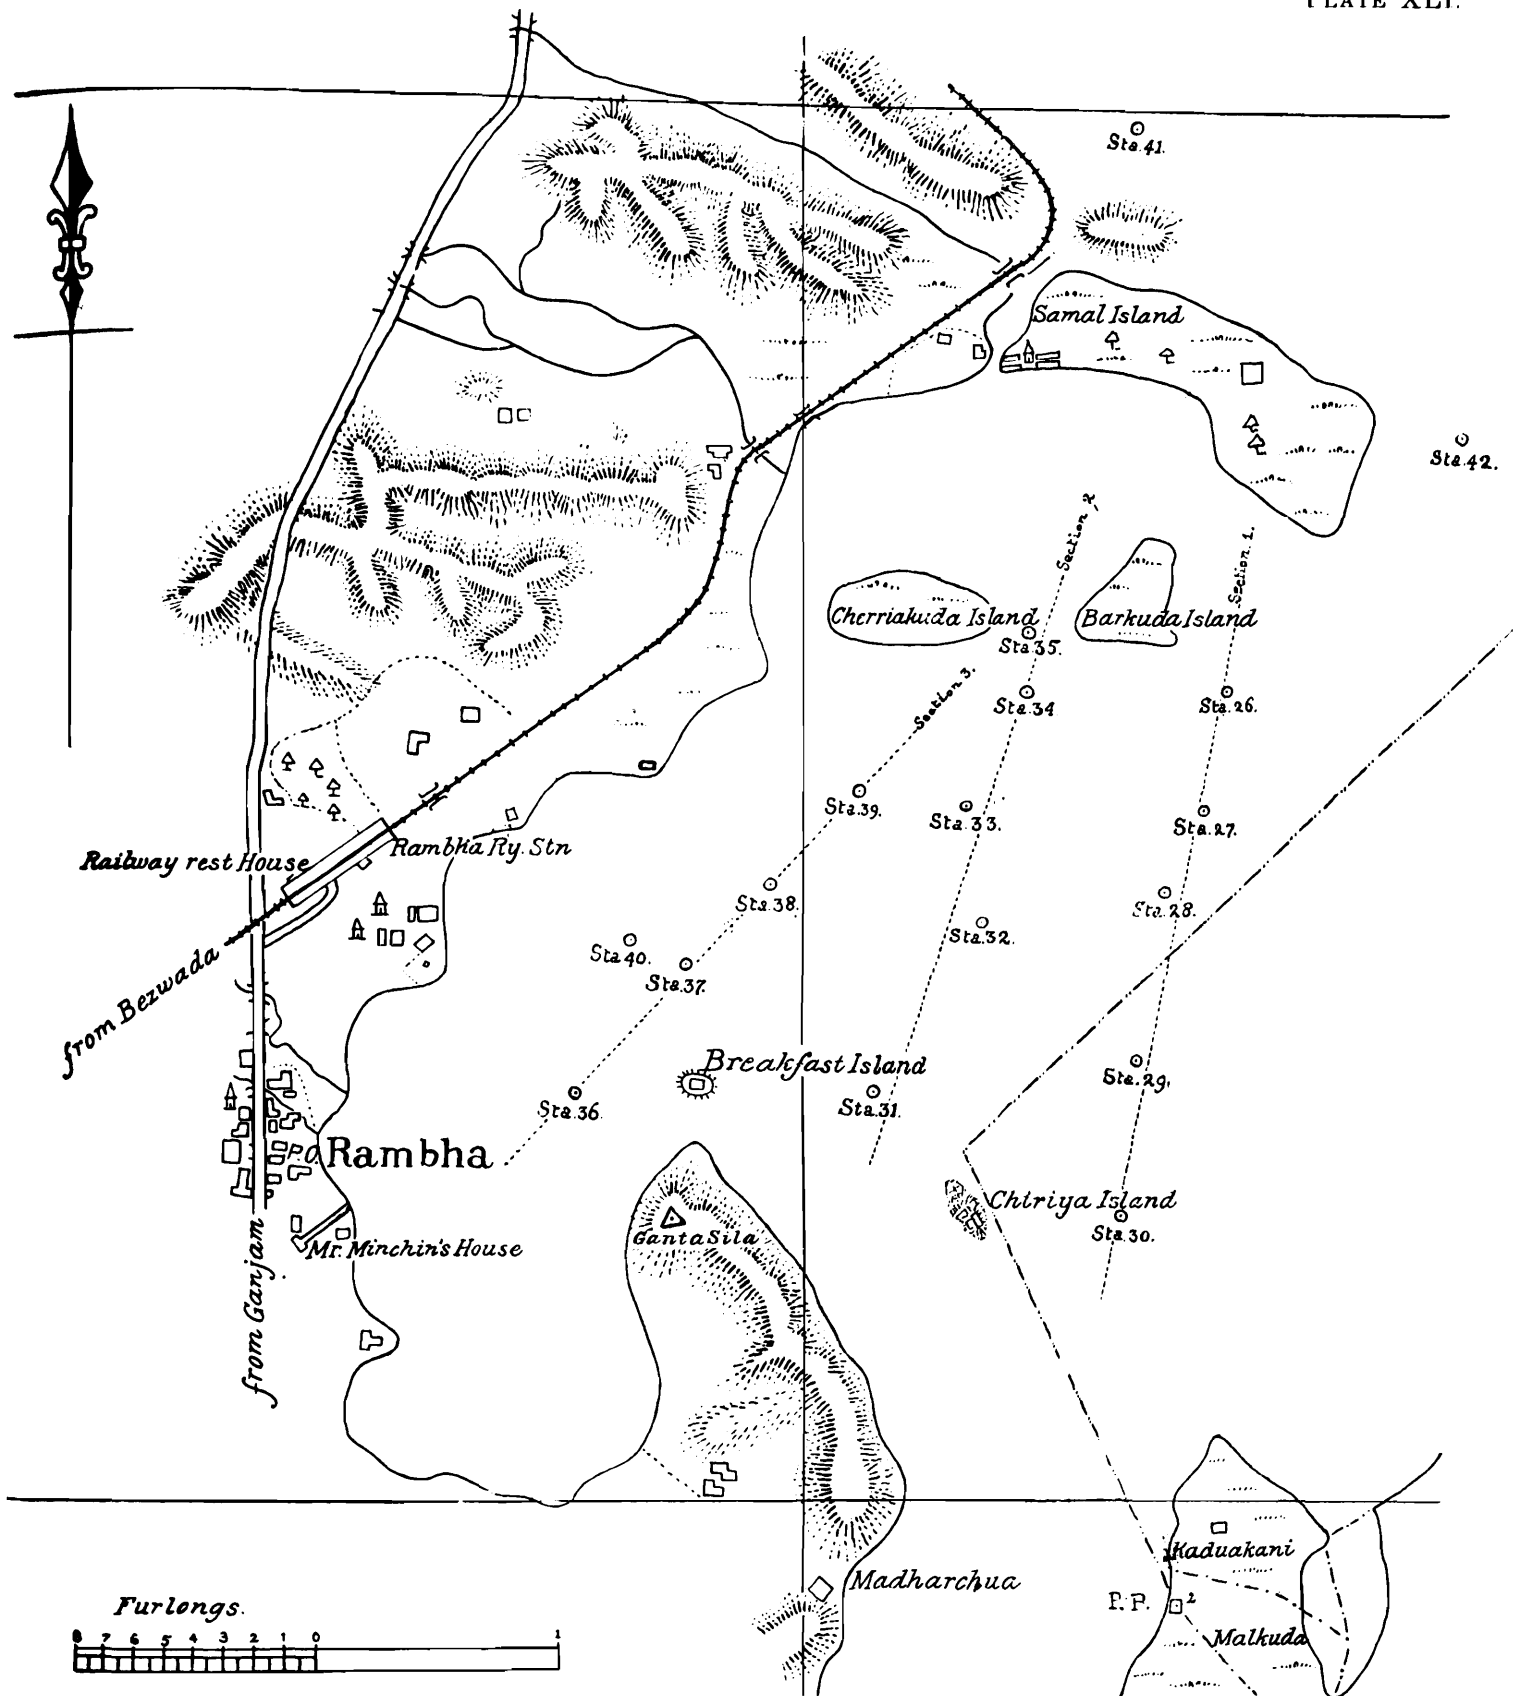 PLATE XLI.
Sta.41.
Samal Island
Sta.42.
Section 2
Section 1.
Cherriakuda Island
Barkuda Island
Sta.35.
Section 3.
Sta.34
Sta.26.
Sta.39.
Sta.33.
Sta.27.
Railway rest House
Rambha Ry. Stn
Sta.38.
Sta.28.
Sta.32.
Sta 40.
Sta.37.
from Bezwada
Breakfast Island
Sta.29.
Sta.36.
Sta.31.
P.O.
Rambha
Chiriya Island
Ganta Sila
Sta.30.
Mr. Minchin's House
from Ganjam
Kaduakani
Madharchua
P.P. 2
Malkuda
Furlongs.
8 7 6 5 4 3 2 1 0 1